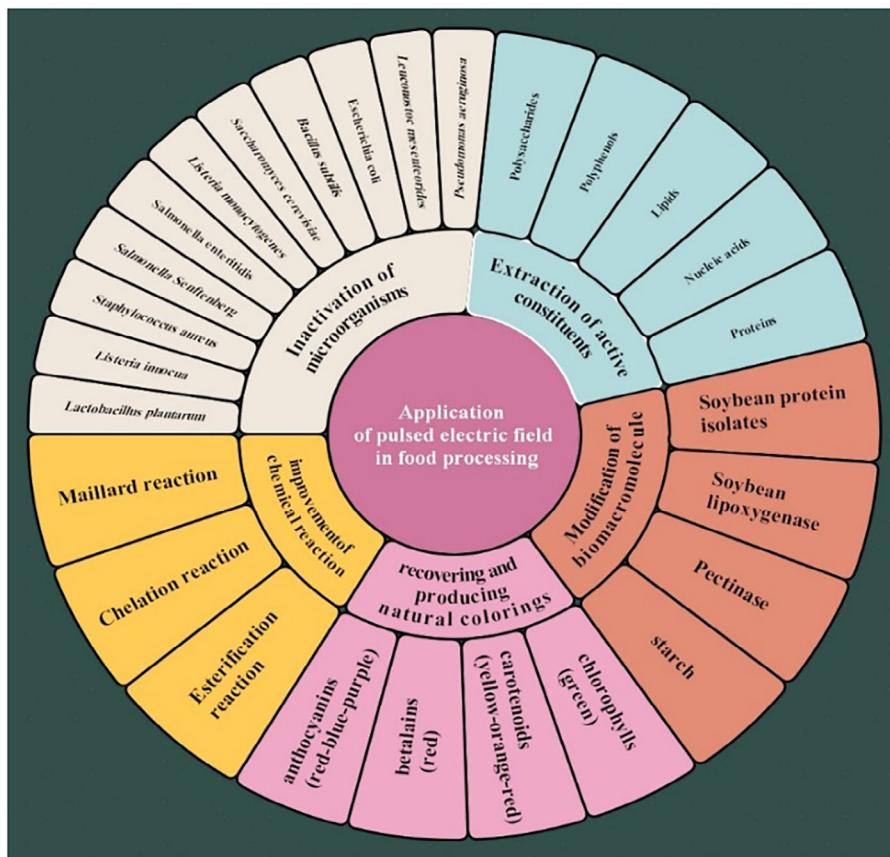 Application
of pulsed electric field
in food processing
Inactivation of
microorganisms
Lactobacillus plantarum
Listeria innocua
Staphylococcus aureus
Salmonella Senftenberg
Salmonella enteritidis
Listeria monocytogenes
Saccharomyces cerevisiae
Bacillus subtilis
Escherichia coli
Leuconostoc mesenteorides
Pseudomonas aeruginosa
Extraction of active
constituents
Polysaccharides
Polyphenols
Lipids
Nucleic acids
Proteins
Modification of
biomacromolecule
Soybean protein
isolates
Soybean
lipoxygenase
Pectinase
starch
recovering and
producing
natural colorings
chlorophylls
(green)
carotenoids
(yellow-orange-red)
betalains
(red)
anthocyanins
(red-blue-purple)
improvementof
chemical reaction
Esterification
reaction
Chelation reaction
Maillard reaction